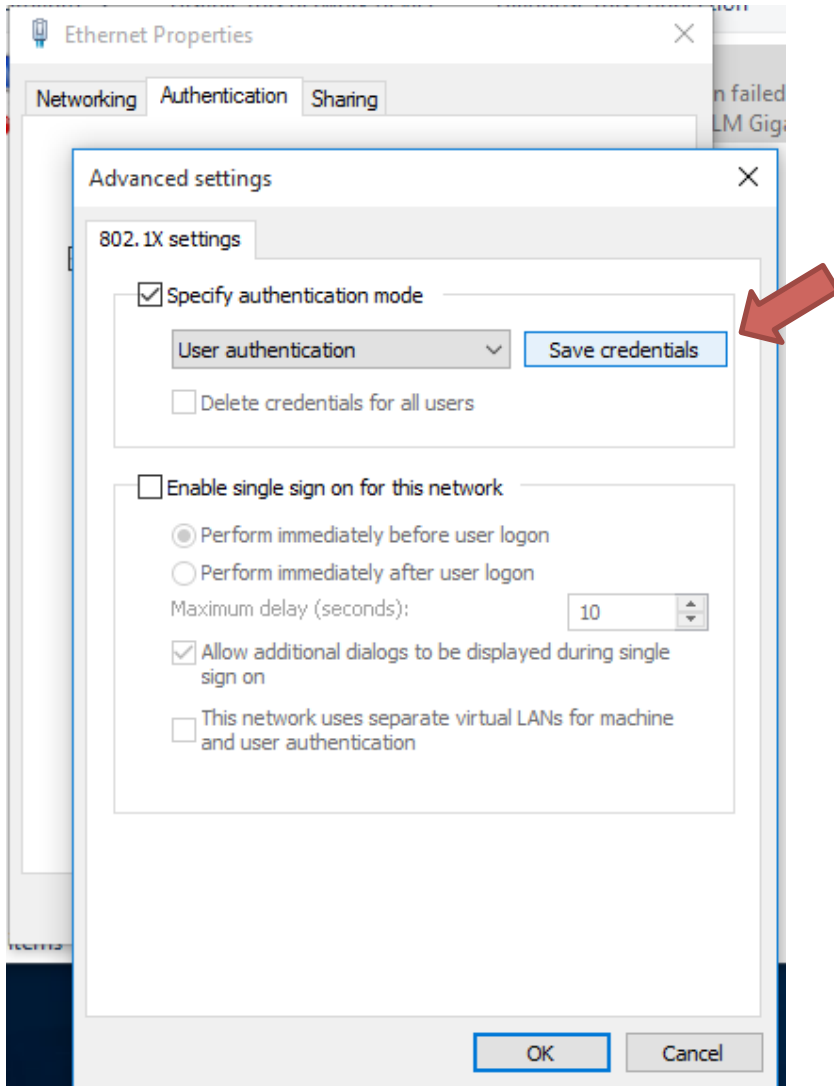 Ethernet Properties
Networking Authentication Sharing
n failed
LM Giga
Advanced settings
802.1X settings
Specify authentication mode
User authentication
Save credentials
Delete credentials for all users
Enable single sign on for this network
Perform immediately before user logon
Perform immediately after user logon
Maximum delay (seconds):
10
Allow additional dialogs to be displayed during single
sign on
This network uses separate virtual LANs for machine
and user authentication
items
OK
Cancel